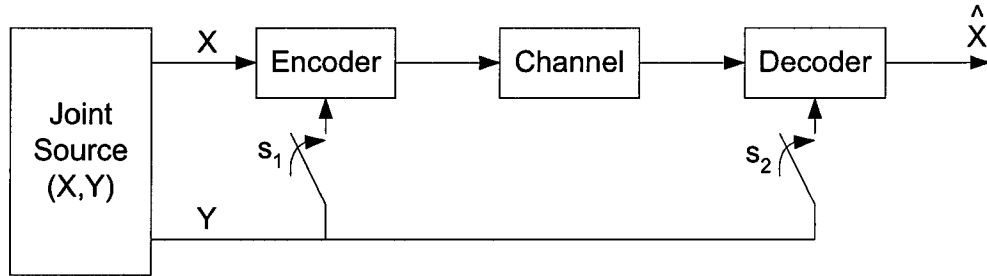 X
Encoder
Channel
Decoder
X̂
Joint
Source
(X,Y)
s₁
s₂
Y